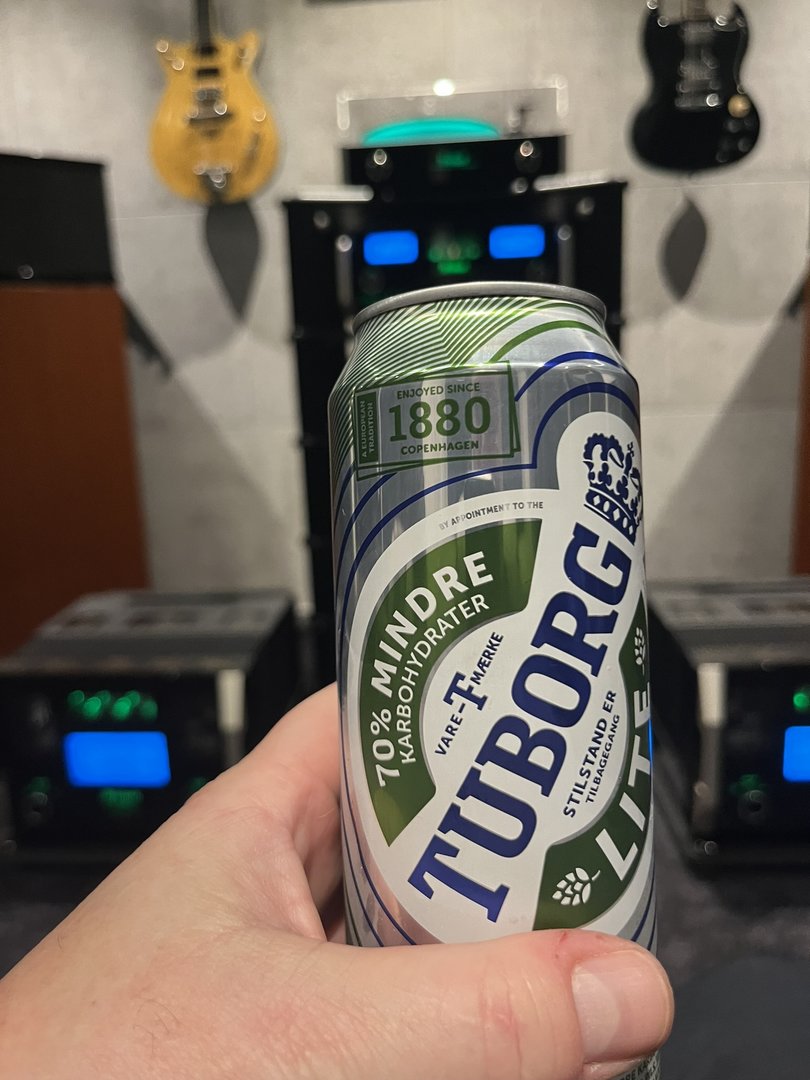 ENJOYED SINCE
A EUROPEAN
TRADITION
1880
COPENHAGEN
BY APPOINTMENT TO THE
70% MINDRE
KARBOHYDRATER
VARE-T-MÆRKE
TUBORG
STILSTAND ER
TILBAGEGANG
LITE